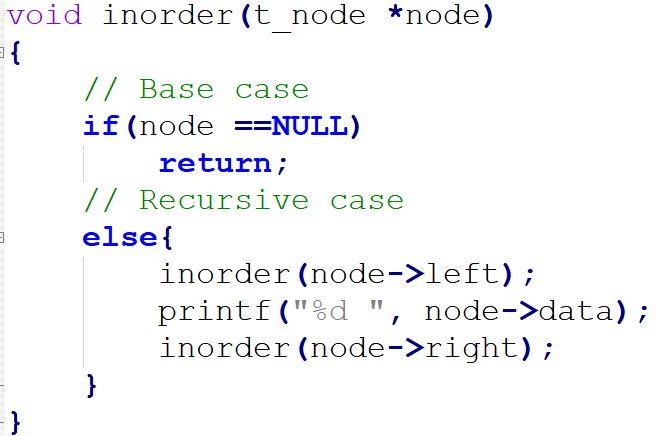 void inorder(t_node *node)
{
    // Base case
    if(node ==NULL)
        return;
    // Recursive case
    else{
        inorder(node->left);
        printf("%d ", node->data);
        inorder(node->right);
    }
}